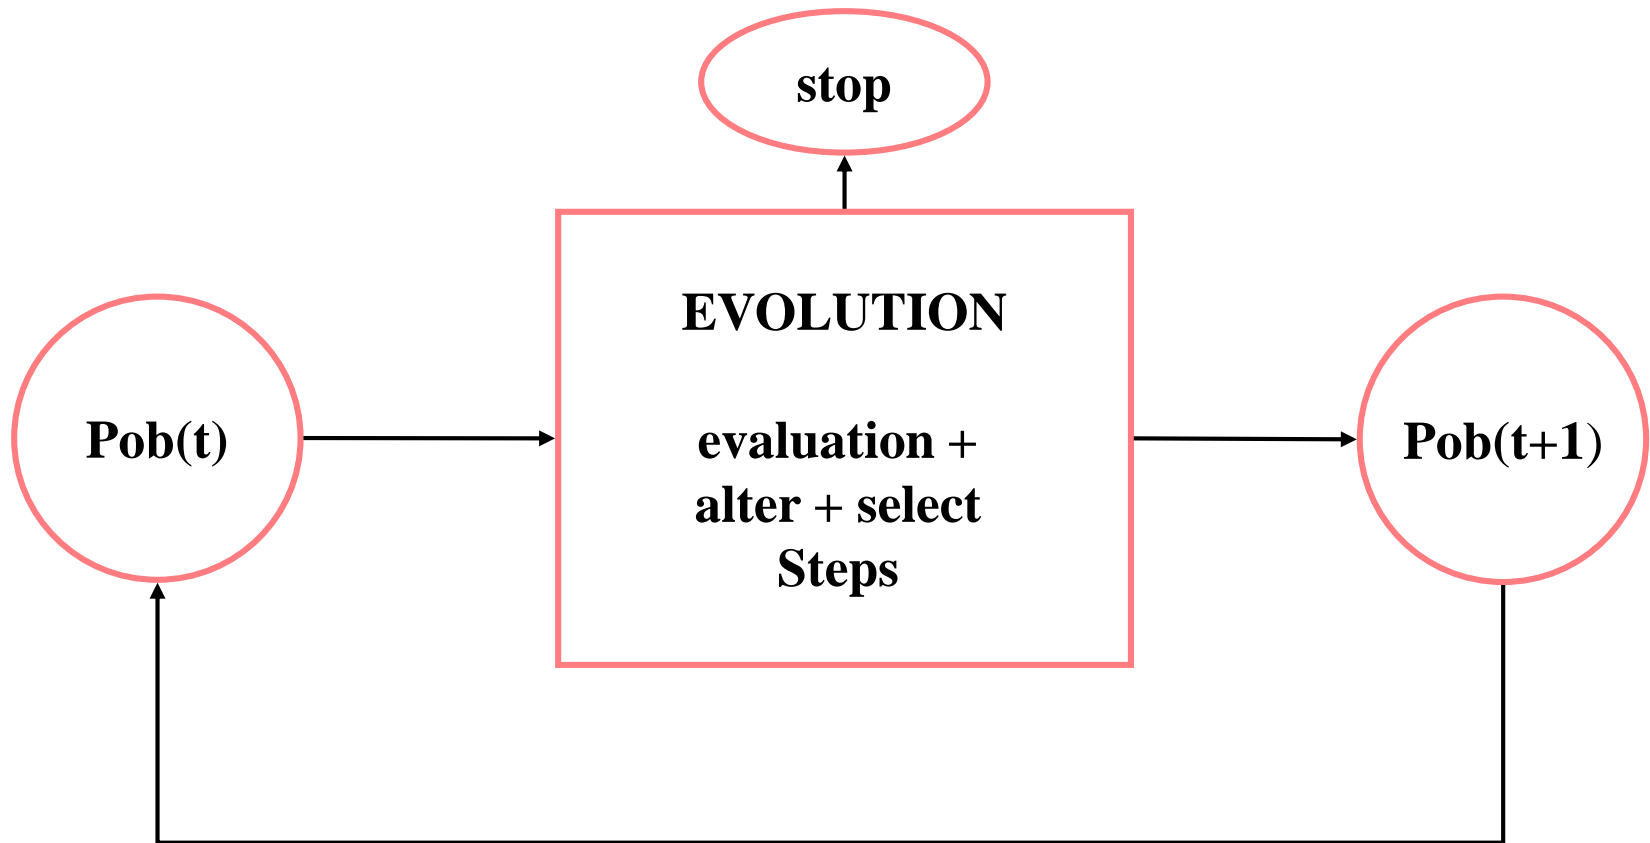 stop
EVOLUTION
evaluation +
alter + select
Steps
Pob(t)
Pob(t+1)